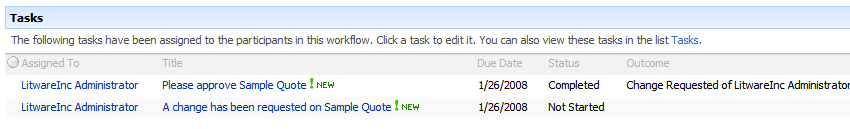 Tasks
The following tasks have been assigned to the participants in this workflow. Click a task to edit it. You can also view these tasks in the list Tasks.
Assigned To Title Due Date Status Outcome
LitwareInc Administrator Please approve Sample Quote ! NEW 1/26/2008 Completed Change Requested of LitwareInc Administrator
LitwareInc Administrator A change has been requested on Sample Quote ! NEW 1/26/2008 Not Started